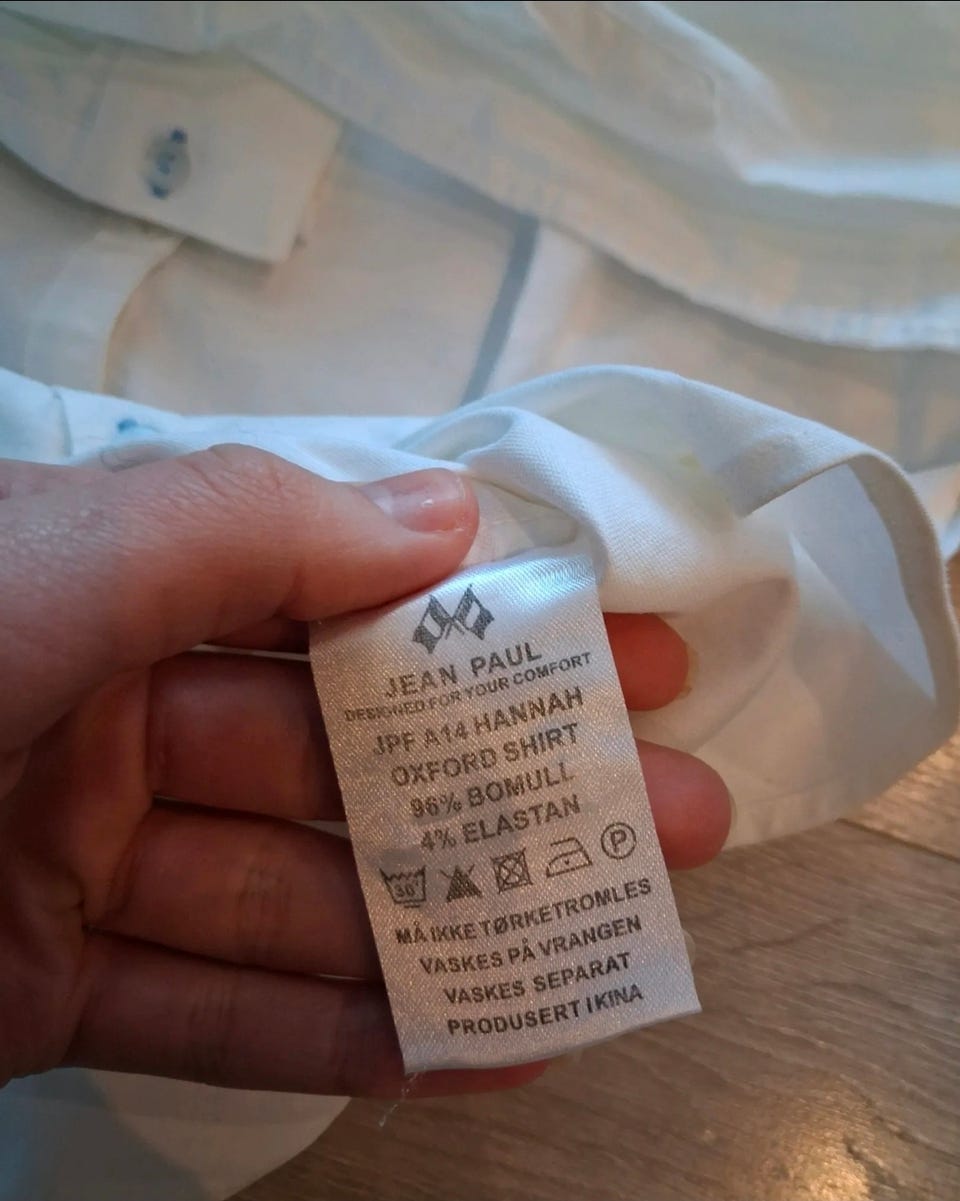 JEAN PAUL
DESIGNED FOR YOUR COMFORT
JPF A14 HANNAH
OXFORD SHIRT
96% BOMULL
4% ELASTAN
30° P
MÅ IKKE TØRKETROMLES
VASKES PÅ VRANGEN
VASKES SEPARAT
PRODUSERT I KINA